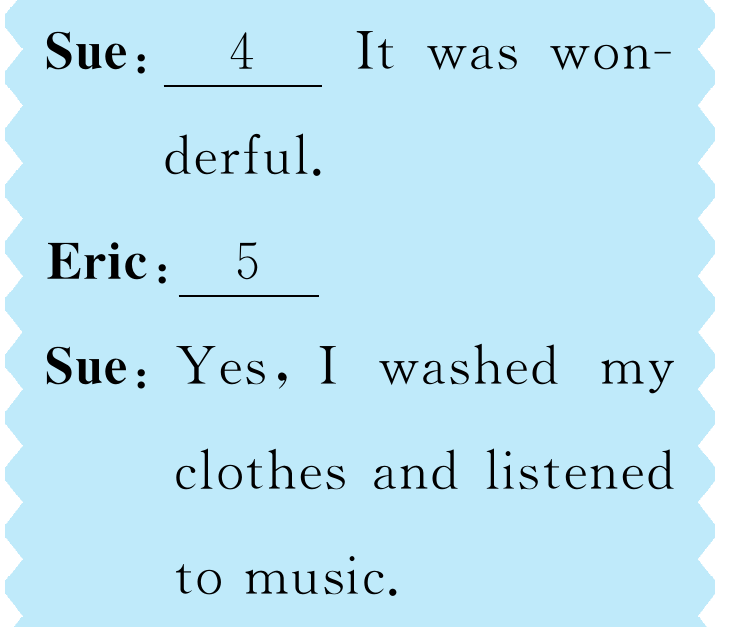 Sue: 4 It was won-
derful.
Eric: 5
Sue: Yes, I washed my
clothes and listened
to music.